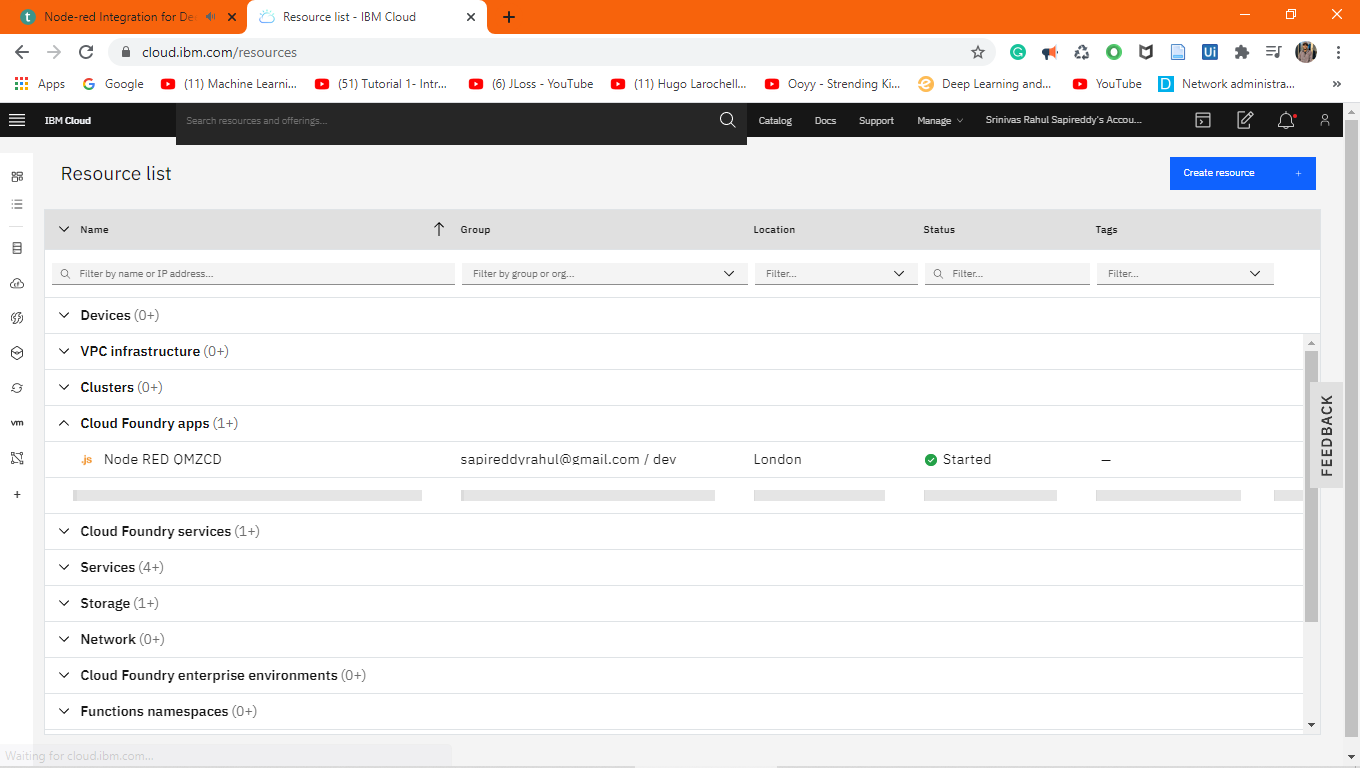 Node-red Integration for De
Resource list - IBM Cloud
cloud.ibm.com/resources
Apps Google (11) Machine Learni... (51) Tutorial 1- Intr... (6) JLoss - YouTube (11) Hugo Larochell... Ooyy - Strending Ki... Deep Learning and... YouTube Network administra... »
IBM Cloud Search resources and offerings... Catalog Docs Support Manage Srinivas Rahul Sapireddy's Accou...
Resource list
Create resource +
Name Group Location Status Tags
Filter by name or IP address... Filter by group or org... Filter... Filter... Filter...
Devices (0+)
VPC infrastructure (0+)
Clusters (0+)
vm
Cloud Foundry apps (1+)
JS Node RED QMZCD sapireddyrahul@gmail.com / dev London Started —
FEEDBACK
Cloud Foundry services (1+)
Services (4+)
Storage (1+)
Network (0+)
Cloud Foundry enterprise environments (0+)
Functions namespaces (0+)
Waiting for cloud.ibm.com...